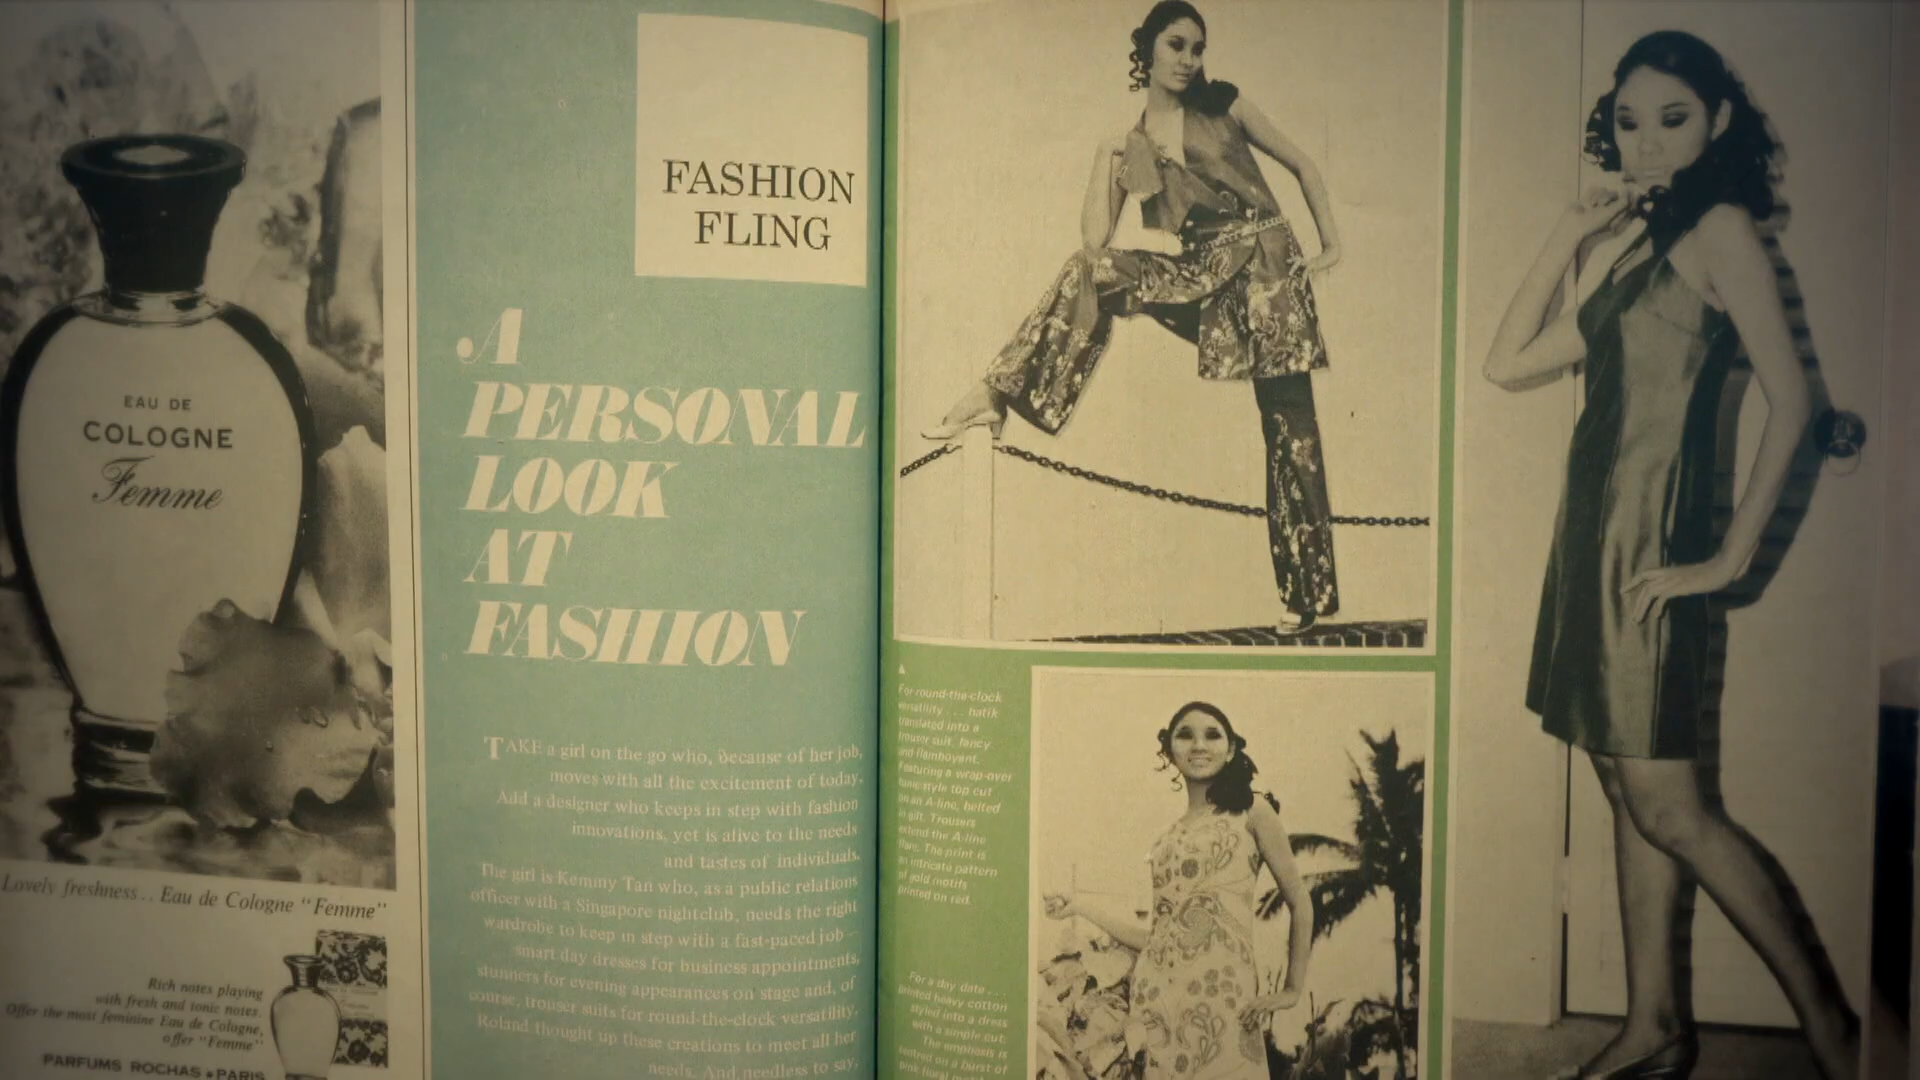 EAU DE
COLOGNE
Femme
Lovely freshness.. Eau de Cologne "Femme"
Rich notes playing
with fresh and tonic notes.
Offer the most feminine Eau de Cologne,
offer "Femme"
PARFUMS ROCHAS • PARIS
FASHION
FLING
A
PERSONAL
LOOK
AT
FASHION
TAKE a girl on the go who, because of her job,
moves with all the excitement of today.
Add a designer who keeps in step with fashion
innovations, yet is alive to the needs
and tastes of individuals.
The girl is Kemmy Tan who, as a public relations
officer with a Singapore nightclub, needs the right
wardrobe to keep in step with a fast-paced job —
smart day dresses for business appointments,
stunners for evening appearances on stage and, of
course, trouser suits for round-the-clock versatility.
Roland thought up these creations to meet all her
needs. And needless to say,
For round-the-clock
versatility . . . batik
translated into a
trouser suit, fancy
and flamboyant.
Featuring a wrap-over
top cut
on an A-line, belted
in gilt. Trousers
extend the A-line
flare. The print is
an intricate pattern
of gold motifs
printed on red.
For a day date . . .
printed heavy cotton
styled into a dress
with a simple cut.
The emphasis is
centred on a burst of
pink floral